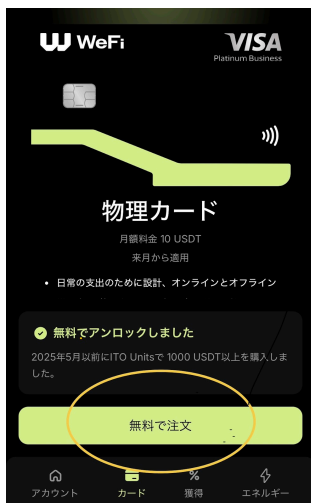 WeFi
VISA
Platinum Business
物理カード
月額料金 10 USDT
来月から適用
• 日常の支出のために設計、オンラインとオフライン
無料でアンロックしました
2025年5月以前にITO Unitsで 1000 USDT以上を購入しま
した。
無料で注文
アカウント カード 獲得 エネルギー